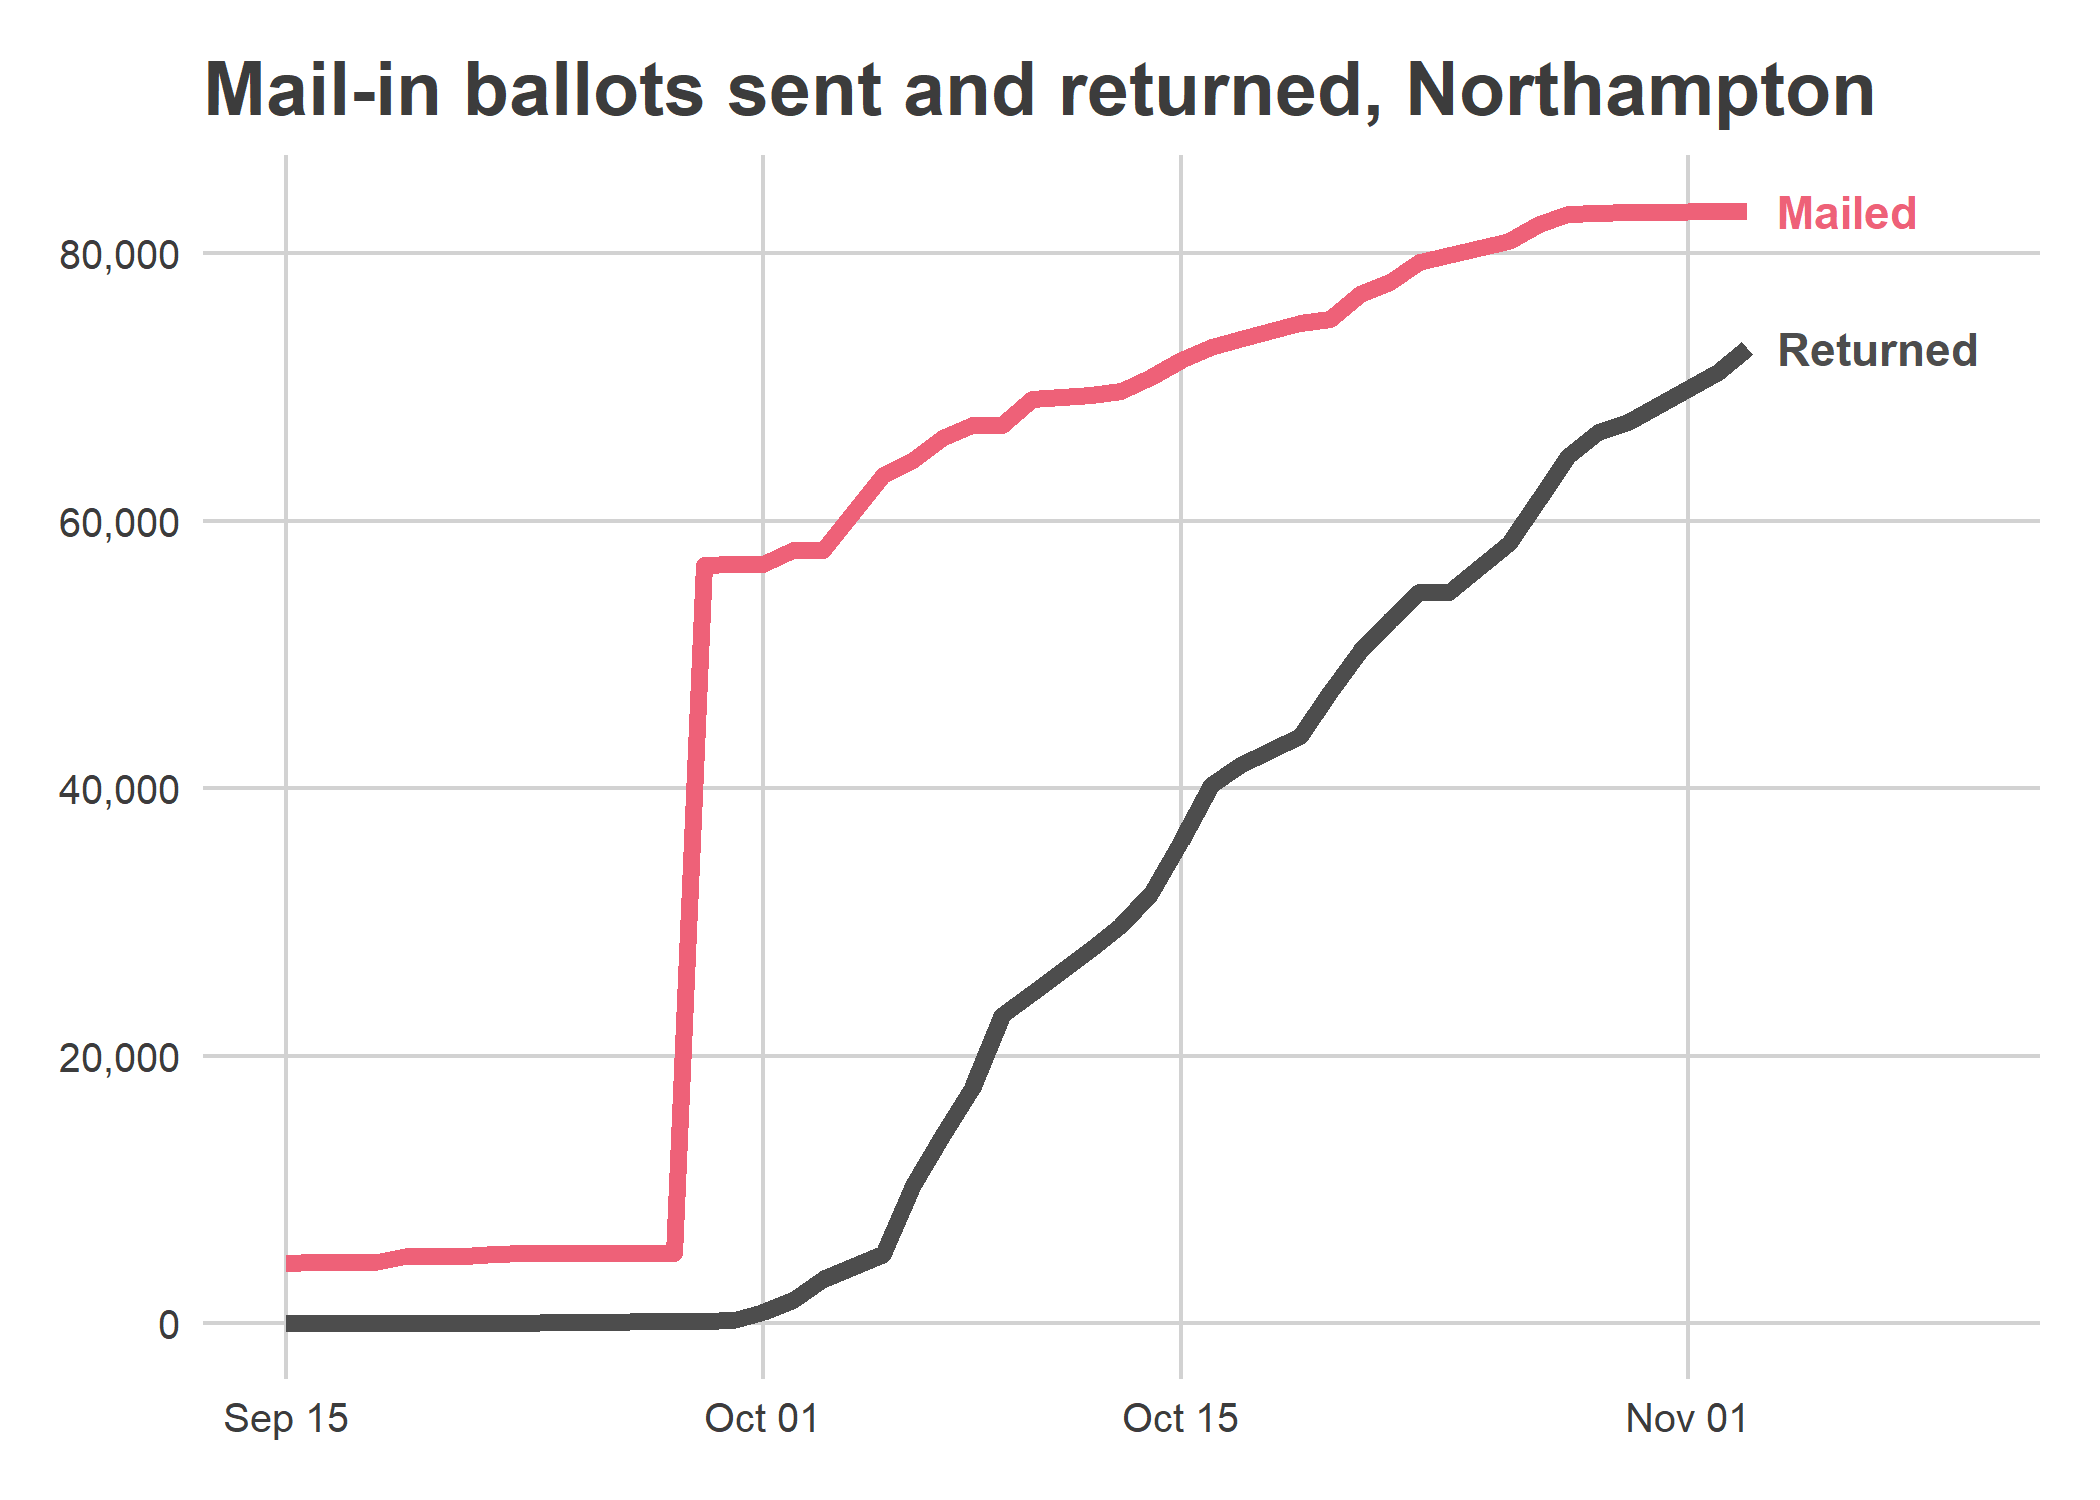 Mail-in ballots sent and returned, Northampton
Mailed
80,000
Returned
60,000
40,000
20,000
0
Sep 15
Oct 01
Oct 15
Nov 01